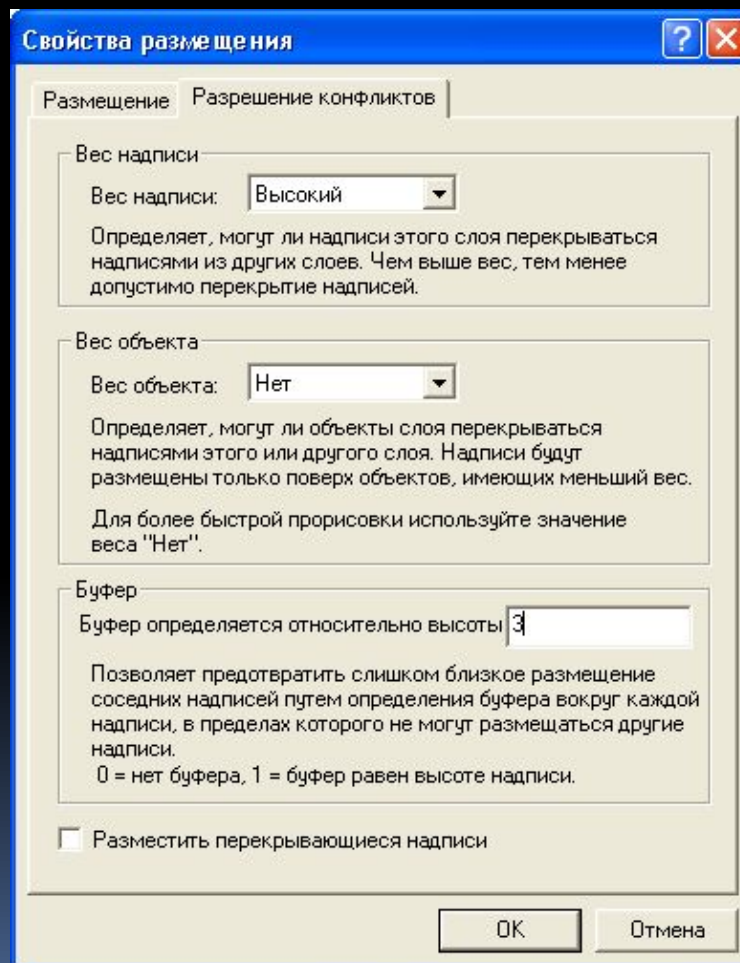 Свойства размещения
Размещение Разрешение конфликтов
Вес надписи
Вес надписи: Высокий
Определяет, могут ли надписи этого слоя перекрываться
надписями из других слоев. Чем выше вес, тем менее
допустимо перекрытие надписей.
Вес объекта
Вес объекта: Нет
Определяет, могут ли объекты слоя перекрываться
надписями этого или другого слоя. Надписи будут
размещены только поверх объектов, имеющих меньший вес.
Для более быстрой прорисовки используйте значение
веса "Нет".
Буфер
Буфер определяется относительно высоты 3
Позволяет предотвратить слишком близкое размещение
соседних надписей путем определения буфера вокруг каждой
надписи, в пределах которого не могут размещаться другие
надписи.
0 = нет буфера, 1 = буфер равен высоте надписи.
Разместить перекрывающиеся надписи
OK Отмена